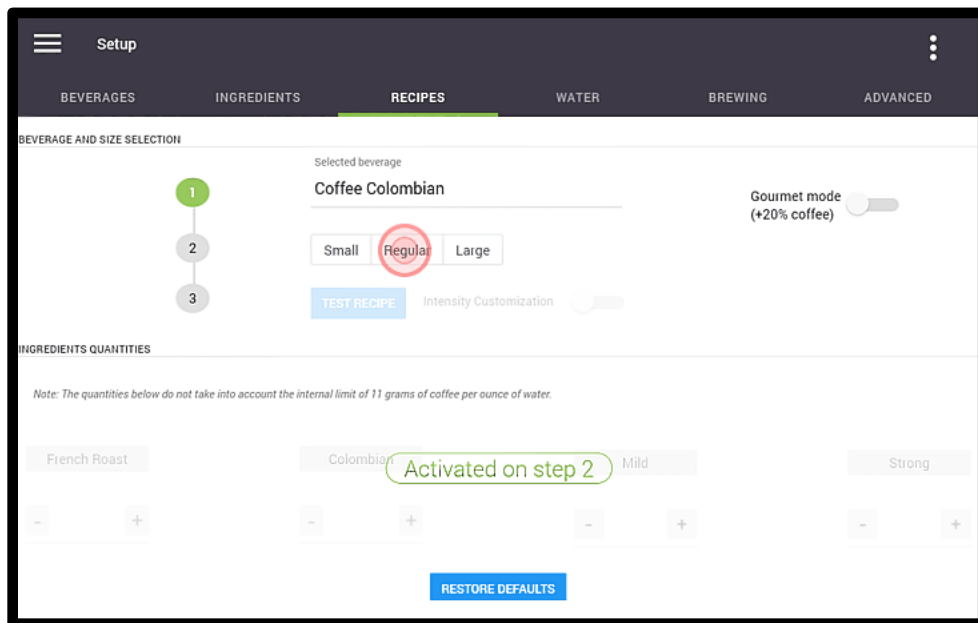 Setup
BEVERAGES INGREDIENTS RECIPES WATER BREWING ADVANCED
BEVERAGE AND SIZE SELECTION
Selected beverage
1 Coffee Colombian
Gourmet mode
(+20% coffee)
2 Small Regular Large
3 TEST RECIPE Intensity Customization
INGREDIENTS QUANTITIES
Note: The quantities below do not take into account the internal limit of 11 grams of coffee per ounce of water.
French Roast Colombian Mild Strong
Activated on step 2
- + - + - + - +
RESTORE DEFAULTS